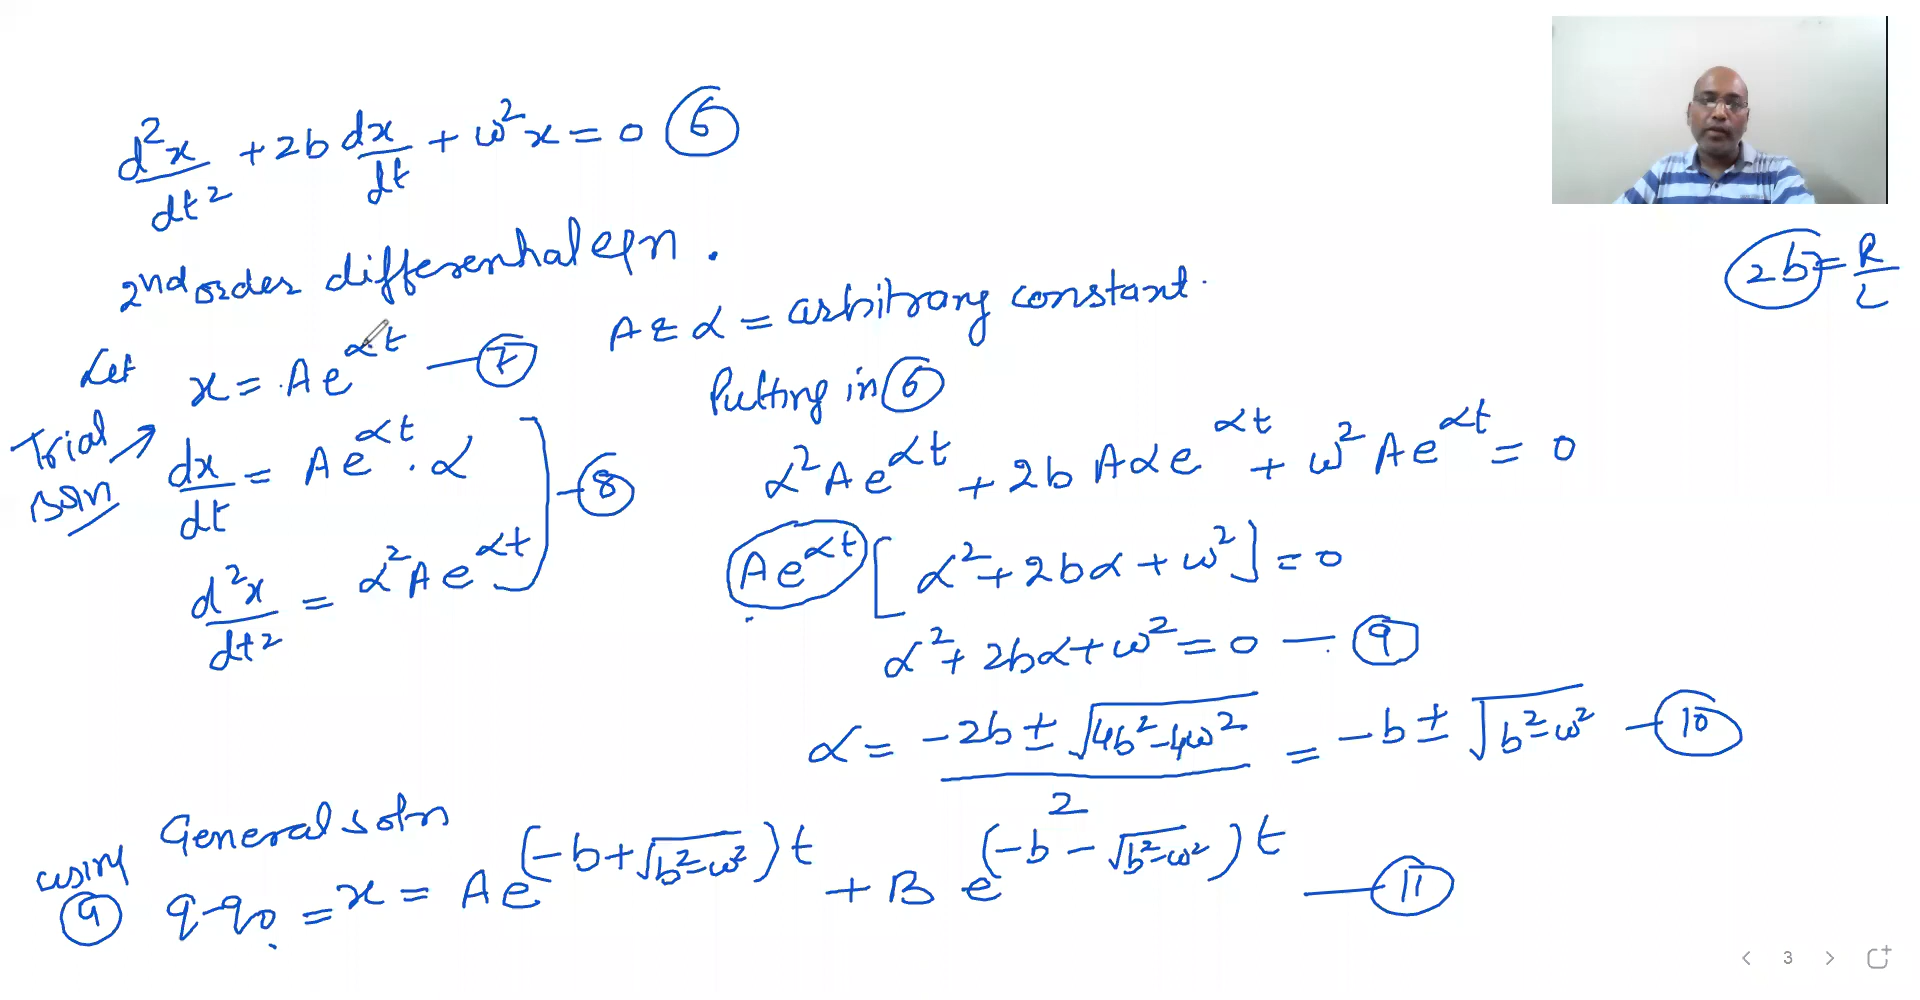 d²x/dt² + 2b dx/dt + ω²x = 0 ⑥
2nd order differential eqn.
2b = R/L
Let x = Ae^{αt} — ⑦
A & α = arbitrary constant.
Trial soln
dx/dt = Ae^{αt}.α
d²x/dt² = α²Ae^{αt}
] — ⑧
Putting in ⑥
α²Ae^{αt} + 2bAαe^{αt} + ω²Ae^{αt} = 0
Ae^{αt} [α² + 2bα + ω²] = 0
α² + 2bα + ω² = 0 — ⑨
α = (-2b ± √(4b²-4ω²))/2 = -b ± √(b²-ω²) — ⑩
General soln
using ⑨ q-q₀ = x = Ae^{(-b+√(b²-ω²))t} + Be^{(-b-√(b²-ω²))t} — ⑪
3